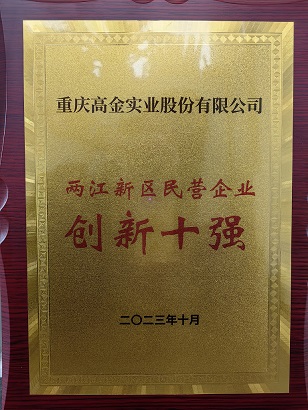 重庆高金实业股份有限公司
两江新区民营企业
创新十强
二〇二三年十月